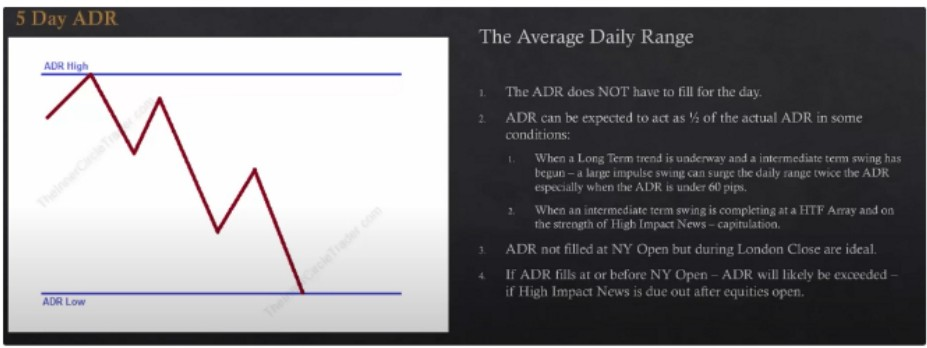 5 Day ADR
ADR High
TheInnerCircleTrader.com
TheInnerCircleTrader.com
ADR Low
The Average Daily Range
1. The ADR does NOT have to fill for the day.
2. ADR can be expected to act as ½ of the actual ADR in some
conditions:
1. When a Long Term trend is underway and a intermediate term swing has
begun – a large impulse swing can surge the daily range twice the ADR
especially when the ADR is under 60 pips.
2. When an intermediate term swing is completing at a HTF Array and on
the strength of High Impact News – capitulation.
3. ADR not filled at NY Open but during London Close are ideal.
4. If ADR fills at or before NY Open – ADR will likely be exceeded –
if High Impact News is due out after equities open.